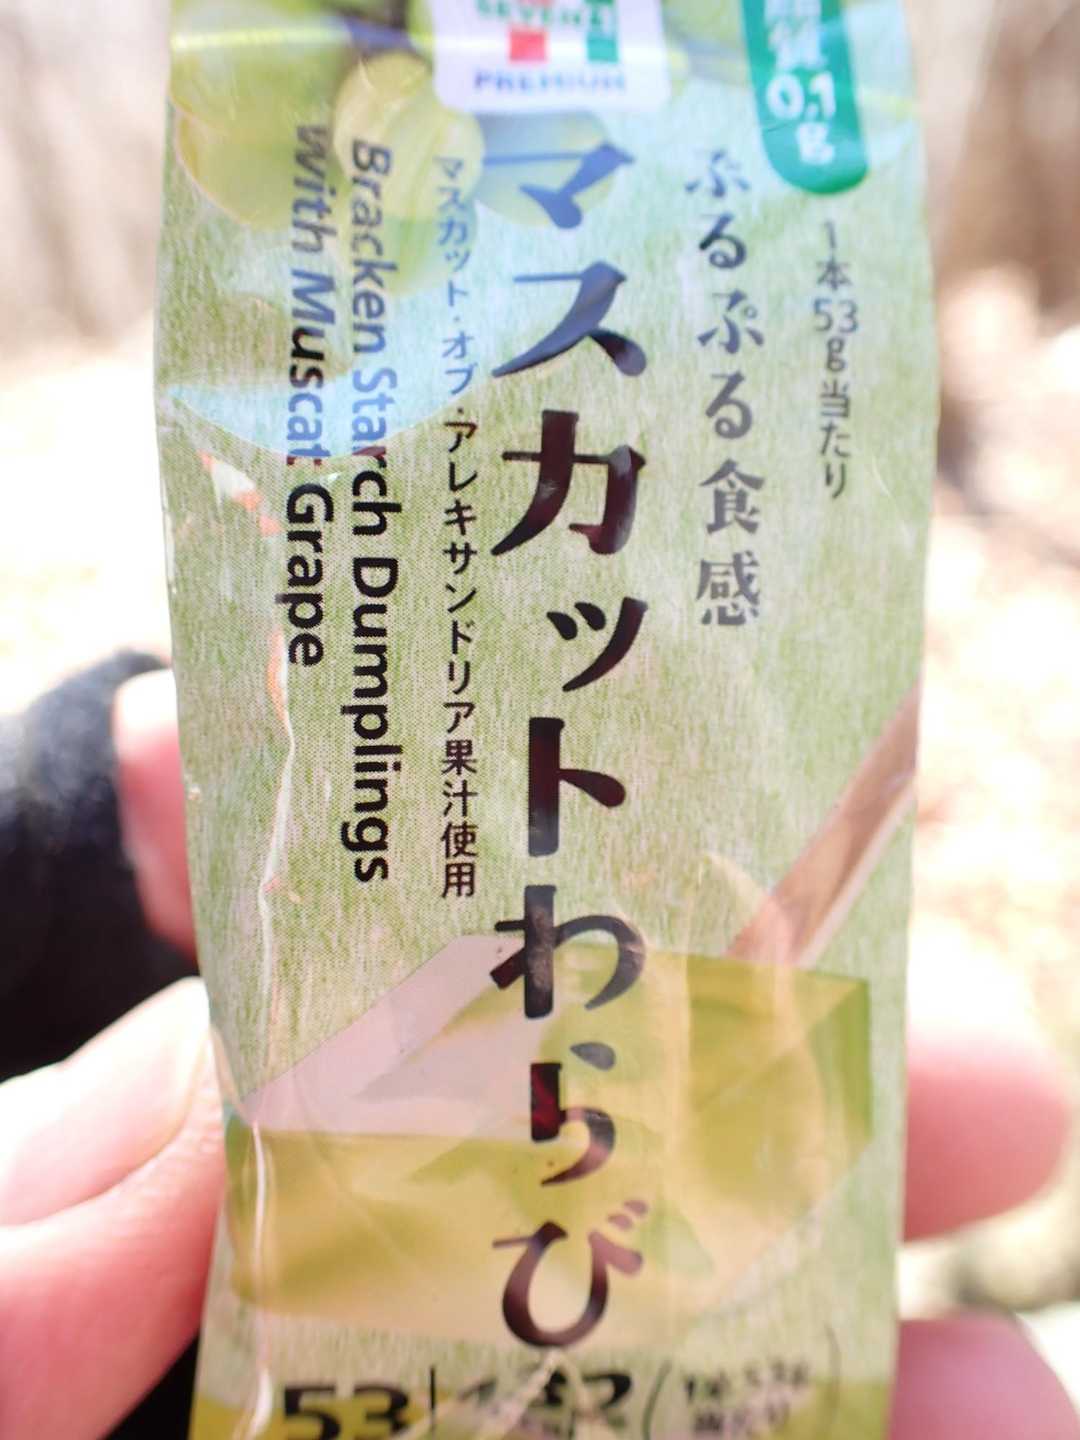 PREMIUM
0.1g
1本53g当たり
ぷるぷる食感
マスカットわらび
マスカット・オブ・アレキサンドリア果汁使用
Bracken Starch Dumplings
with Muscat Grape
53